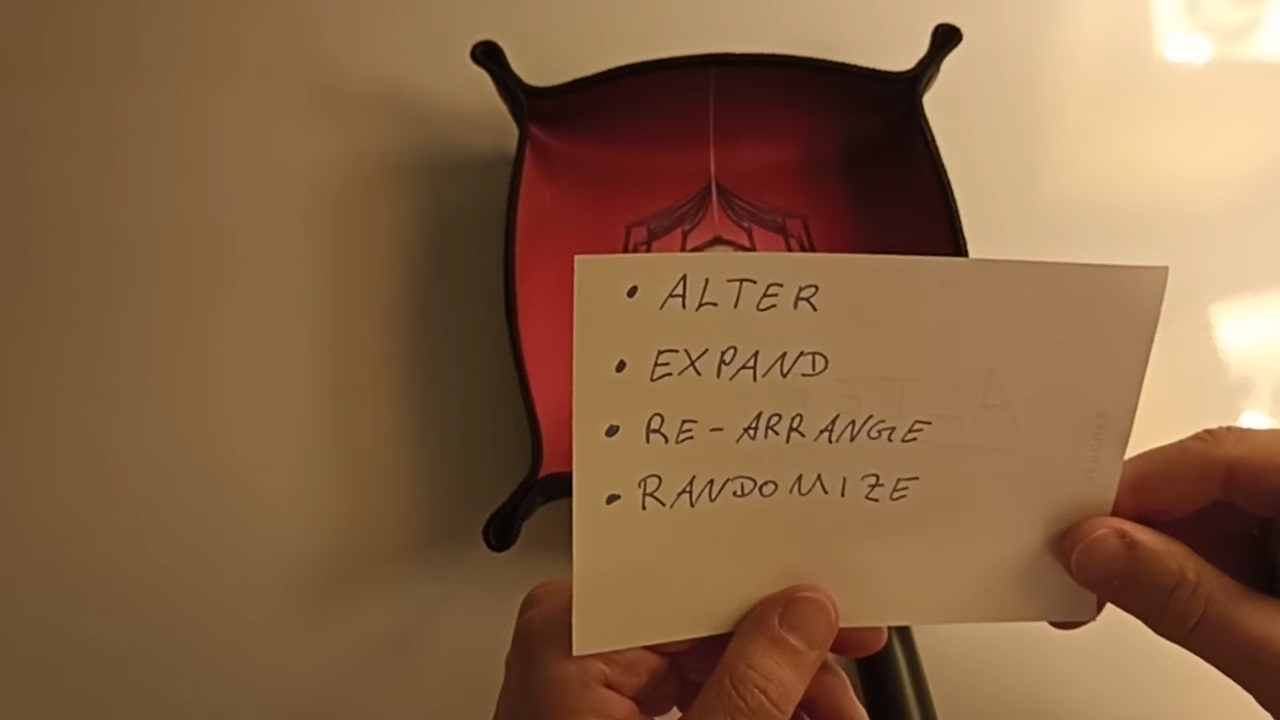 • ALTER
• EXPAND
• RE-ARRANGE
• RANDOMIZE